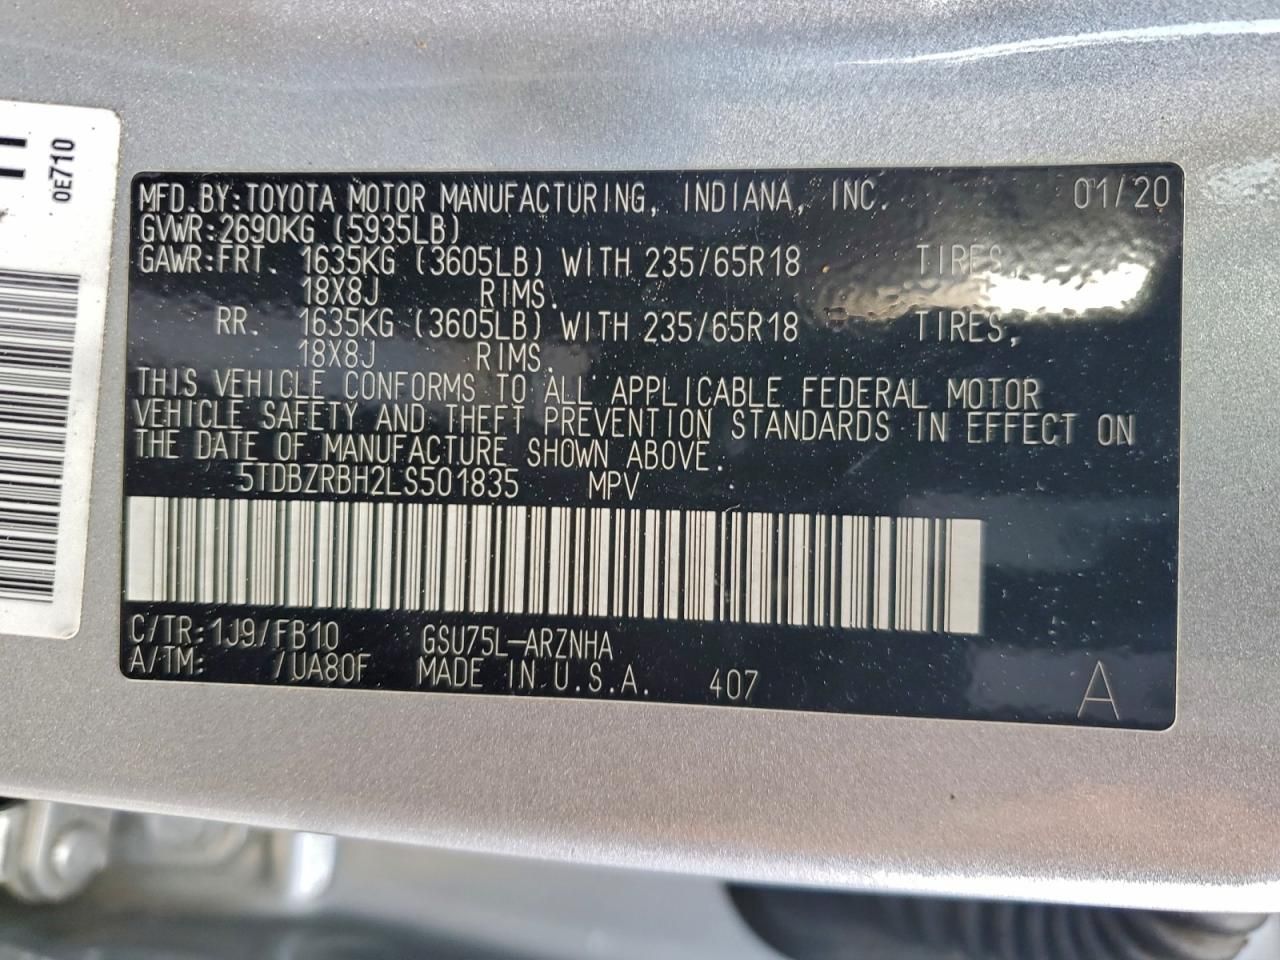 0E710
MFD.BY:TOYOTA MOTOR MANUFACTURING, INDIANA, INC. 01/20
GVWR:2690KG (5935LB)
GAWR:FRT. 1635KG (3605LB) WITH 235/65R18 TIRES,
18X8J RIMS.
RR. 1635KG (3605LB) WITH 235/65R18 TIRES,
18X8J RIMS.
THIS VEHICLE CONFORMS TO ALL APPLICABLE FEDERAL MOTOR
VEHICLE SAFETY AND THEFT PREVENTION STANDARDS IN EFFECT ON
THE DATE OF MANUFACTURE SHOWN ABOVE.
5TDBZRBH2LS501835 MPV
C/TR:1J9/FB10 GSU75L-ARZNHA
A/TM: /UA80F MADE IN U.S.A. 407 A